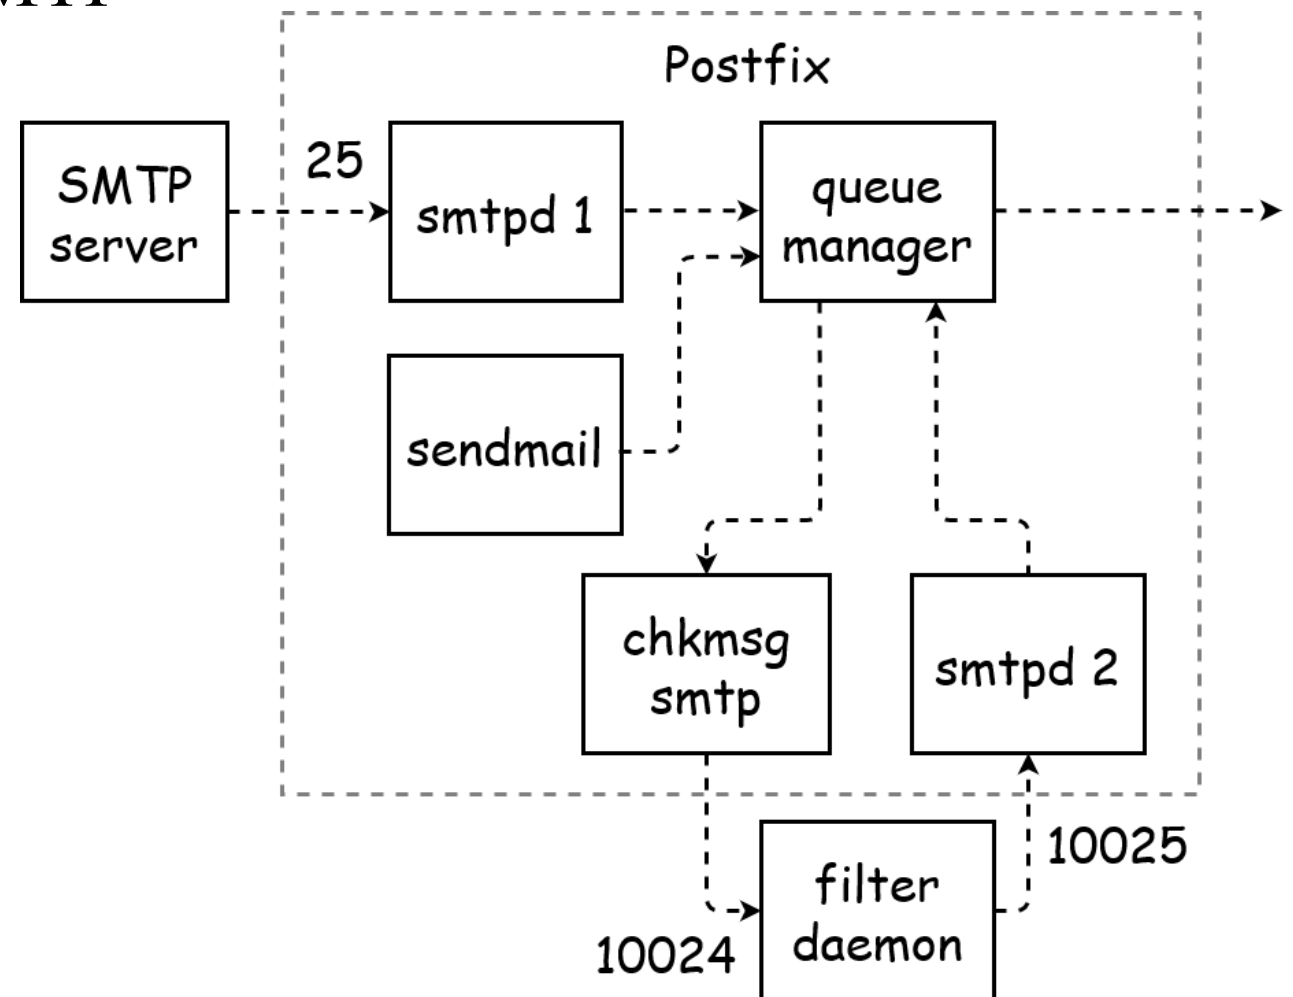 Postfix
SMTP
server
25
smtpd 1
queue
manager
sendmail
chkmsg
smtp
smtpd 2
10025
filter
daemon
10024